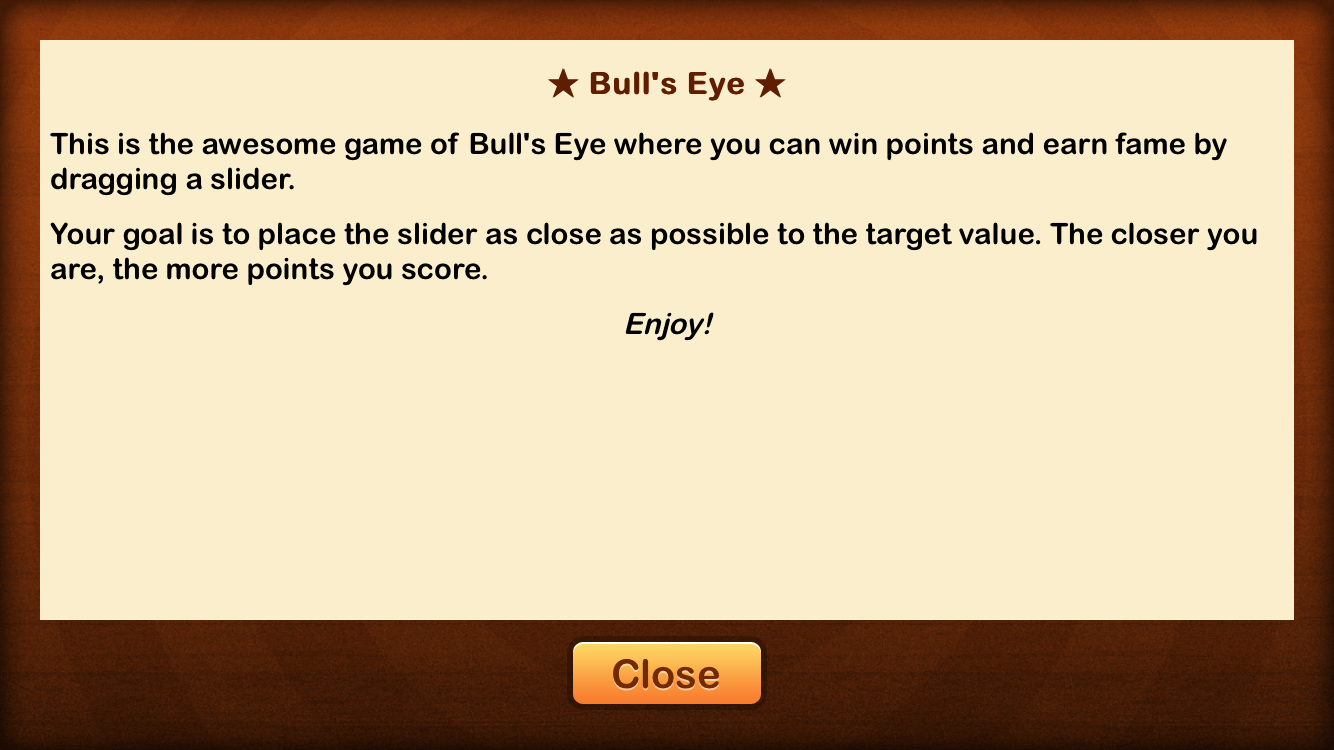 ★ Bull's Eye ★
This is the awesome game of Bull's Eye where you can win points and earn fame by
dragging a slider.
Your goal is to place the slider as close as possible to the target value. The closer you
are, the more points you score.
Enjoy!
Close